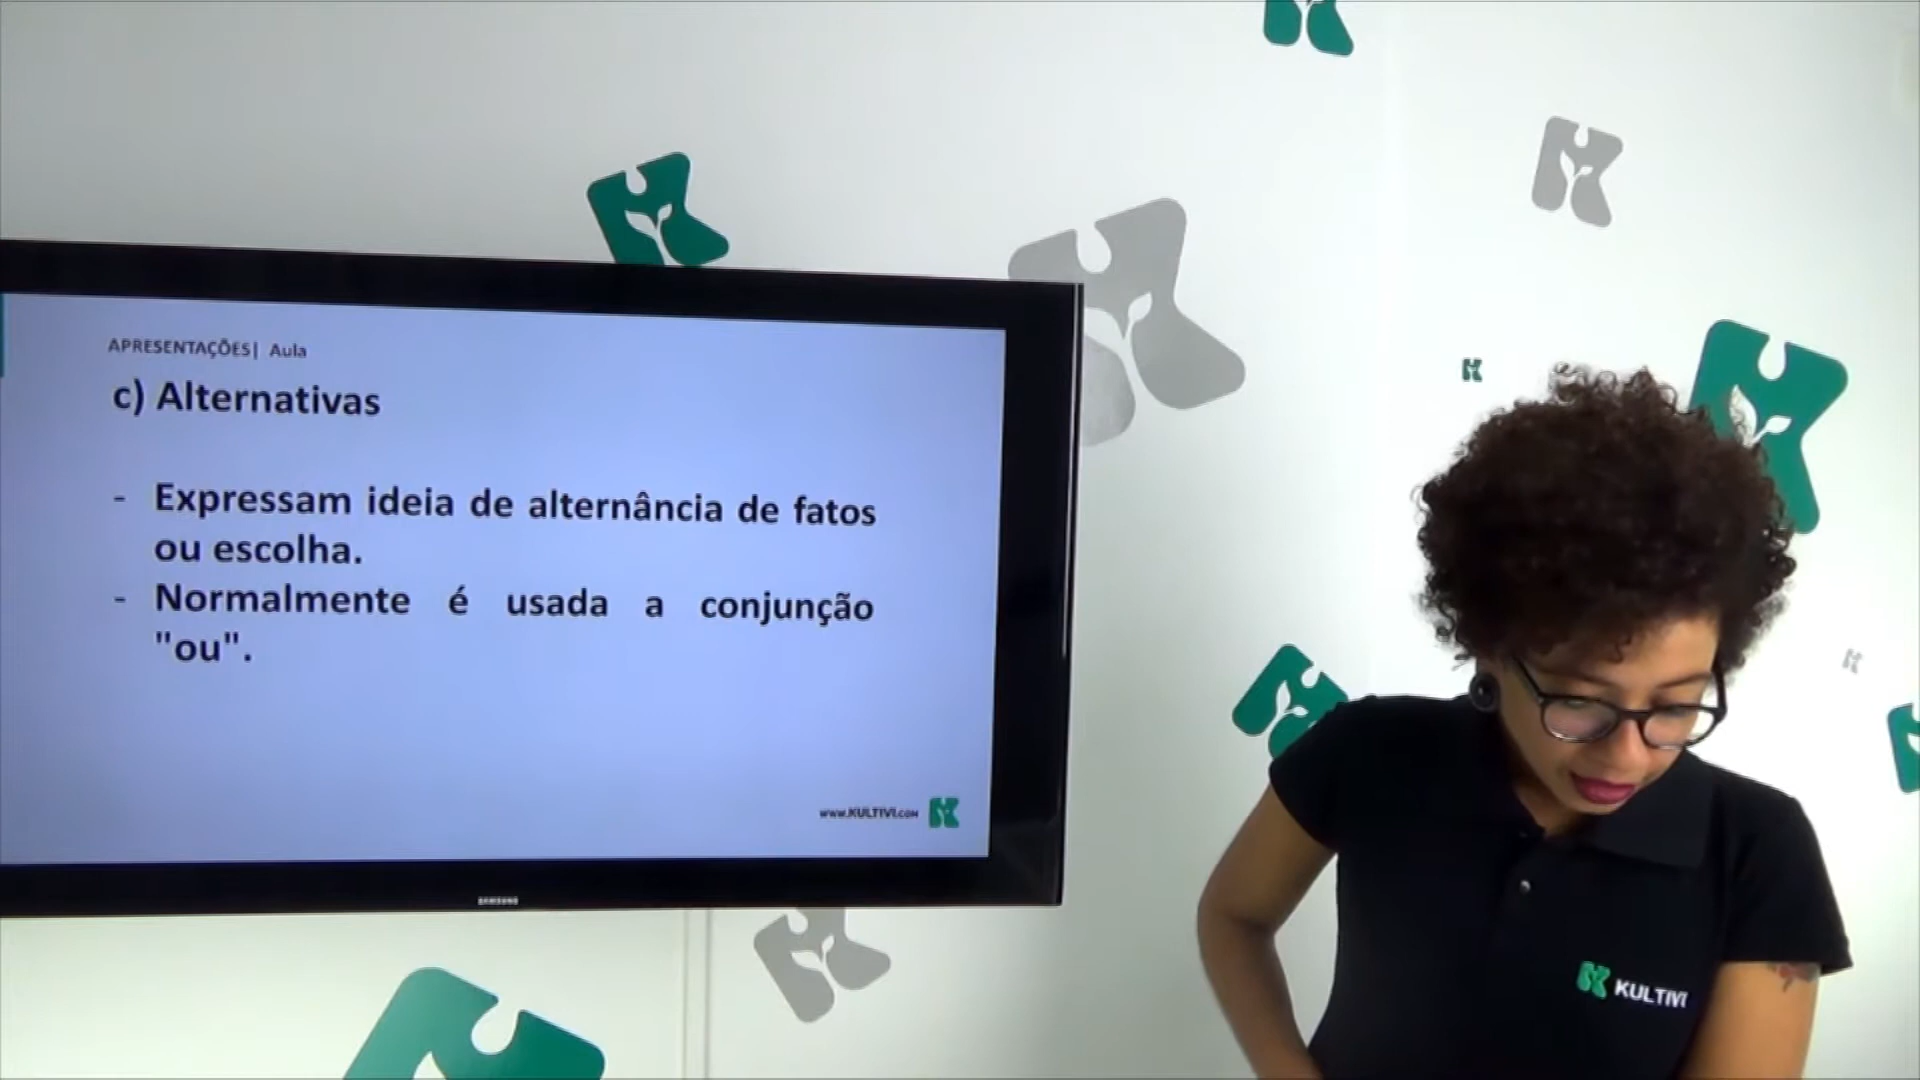 APRESENTAÇÕES| Aula
c) Alternativas
- Expressam ideia de alternância de fatos
ou escolha.
- Normalmente é usada a conjunção
"ou".
www.KULTIVI.COM
SAMSUNG
KULTIVI